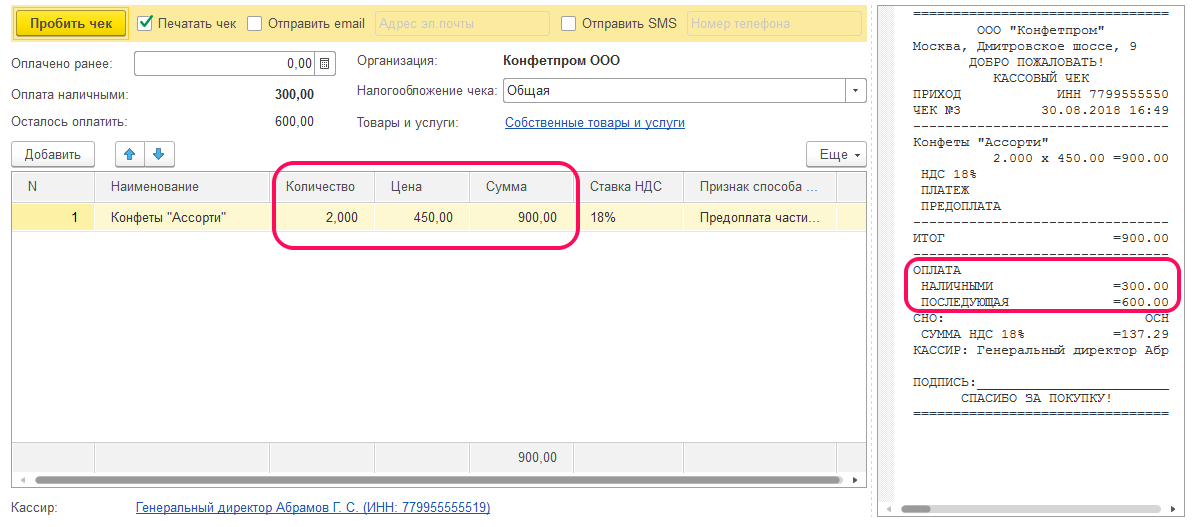 Пробить чек Печатать чек Отправить email Адрес эл.почты Отправить SMS Номер телефона
Оплачено ранее: 0,00 Организация: Конфетпром ООО
Оплата наличными: 300,00 Налогообложение чека: Общая
Осталось оплатить: 600,00 Товары и услуги: Собственные товары и услуги
Добавить Еще
N Наименование Количество Цена Сумма Ставка НДС Признак способа ...
1 Конфеты "Ассорти" 2,000 450,00 900,00 18% Предоплата части...
900,00
Кассир: Генеральный директор Абрамов Г. С. (ИНН: 779955555519)
================================
ООО "Конфетпром"
Москва, Дмитровское шоссе, 9
ДОБРО ПОЖАЛОВАТЬ!
КАССОВЫЙ ЧЕК
ПРИХОД ИНН 7799555550
ЧЕК №3 30.08.2018 16:49
--------------------------------
Конфеты "Ассорти"
2.000 x 450.00 =900.00
НДС 18%
ПЛАТЕЖ
ПРЕДОПЛАТА
--------------------------------
ИТОГ =900.00
--------------------------------
ОПЛАТА
НАЛИЧНЫМИ =300.00
ПОСЛЕДУЮЩАЯ =600.00
СНО: ОСН
СУММА НДС 18% =137.29
КАССИР: Генеральный директор Абр
ПОДПИСЬ:________________________
СПАСИБО ЗА ПОКУПКУ!
================================